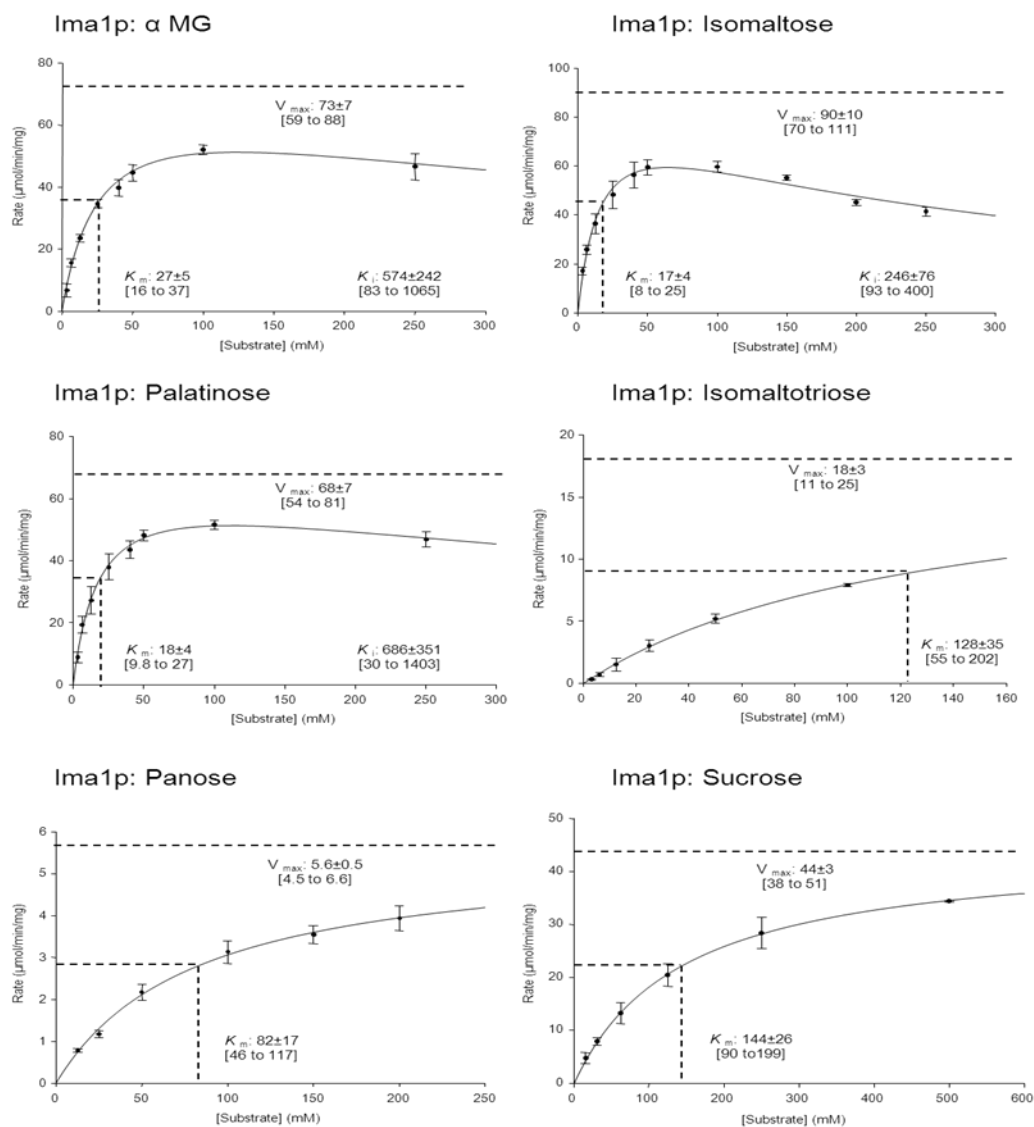 Ima1p: α MG
80
60
40
20
0
Rate (μmol/min/mg)
V max: 73±7
[59 to 88]
K m: 27±5
[16 to 37]
K i: 574±242
[83 to 1065]
0 50 100 150 200 250 300
[Substrate] (mM)
Ima1p: Isomaltose
100
80
60
40
20
0
Rate (μmol/min/mg)
V max: 90±10
[70 to 111]
K m: 17±4
[8 to 25]
K i: 246±76
[93 to 400]
0 50 100 150 200 250 300
[Substrate] (mM)
Ima1p: Palatinose
80
60
40
20
0
Rate (μmol/min/mg)
V max: 68±7
[54 to 81]
K m: 18±4
[9.8 to 27]
K i: 686±351
[30 to 1403]
0 50 100 150 200 250 300
[Substrate] (mM)
Ima1p: Isomaltotriose
20
15
10
5
0
Rate (μmol/min/mg)
V max: 18±3
[11 to 25]
K m: 128±35
[55 to 202]
0 20 40 60 80 100 120 140 160
[Substrate] (mM)
Ima1p: Panose
6
5
4
3
2
1
0
Rate (μmol/min/mg)
V max: 5.6±0.5
[4.5 to 6.6]
K m: 82±17
[46 to 117]
0 50 100 150 200 250
[Substrate] (mM)
Ima1p: Sucrose
50
40
30
20
10
0
Rate (μmol/min/mg)
V max: 44±3
[38 to 51]
K m: 144±26
[90 to199]
0 100 200 300 400 500 600
[Substrate] (mM)